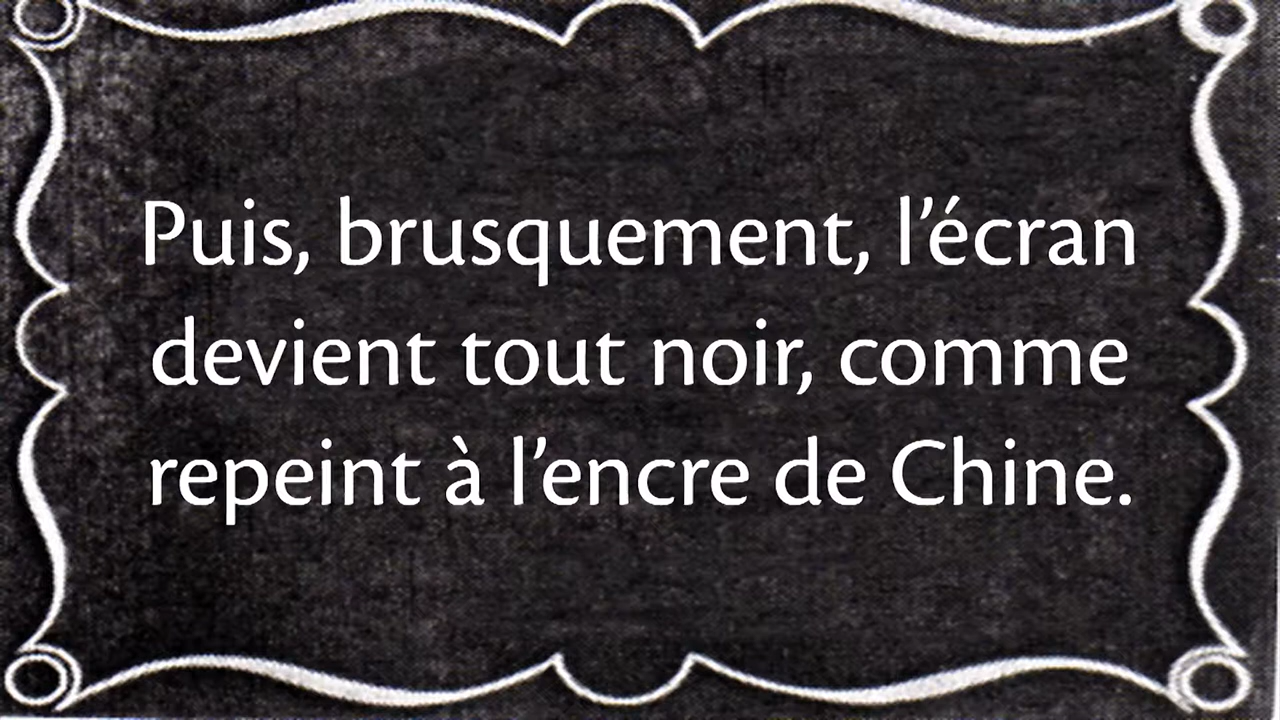 Puis, brusquement, l’écran
devient tout noir, comme
repeint à l’encre de Chine.